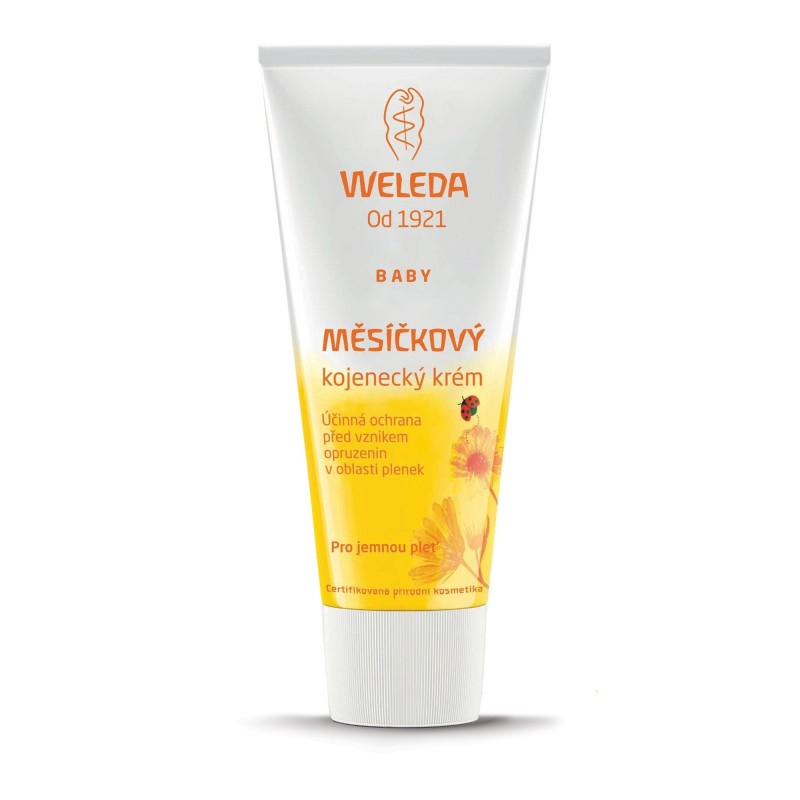 WELEDA
Od 1921
BABY
MĚSÍČKOVÝ
kojenecký krém
Účinná ochrana
před vznikem
opruzenin
v oblasti plenek
Pro jemnou pleť
Certifikovaná přírodní kosmetika